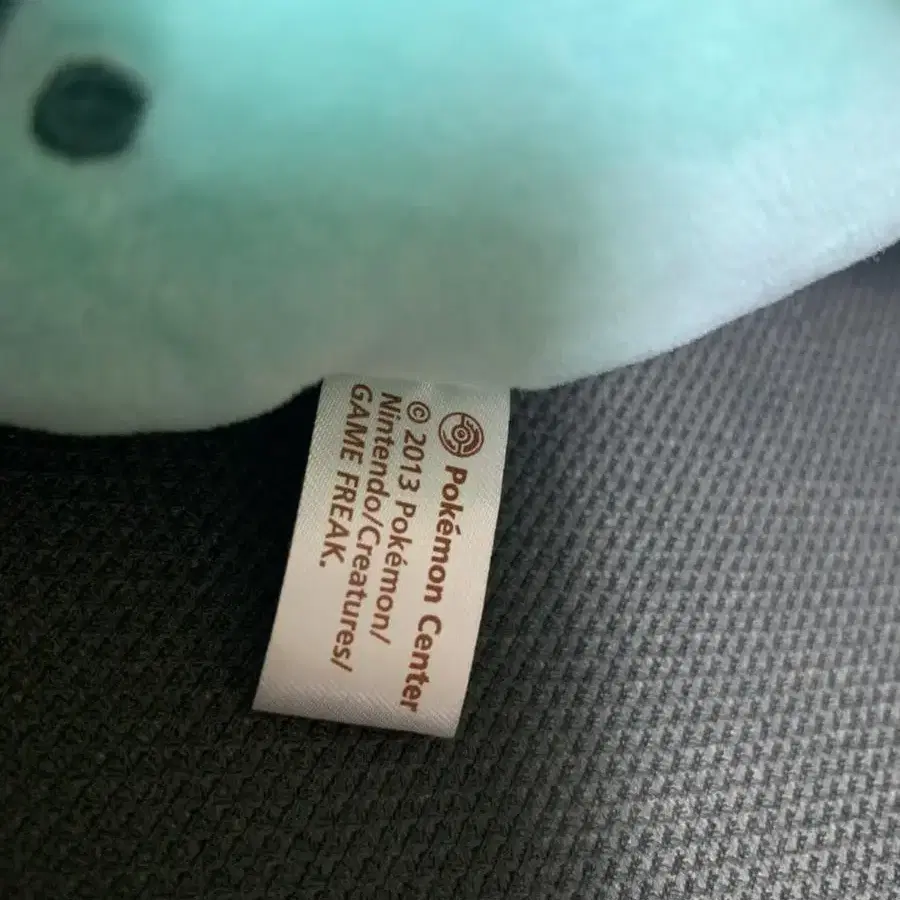 Pokémon Center
© 2013 Pokémon/
Nintendo/Creatures/
GAME FREAK.